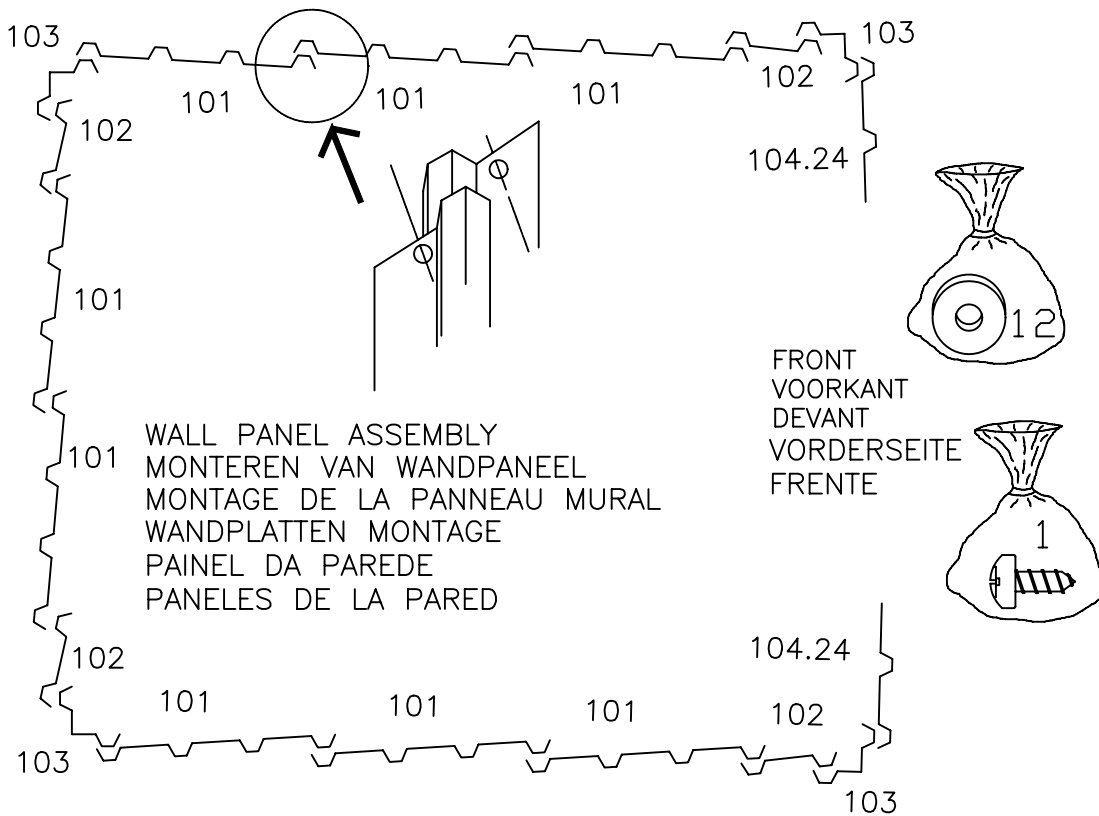 103
103
101
101
101
102
102
104.24
101
12
FRONT
VOORKANT
DEVANT
VORDERSEITE
FRENTE
WALL PANEL ASSEMBLY
MONTEREN VAN WANDPANEEL
MONTAGE DE LA PANNEAU MURAL
WANDPLATTEN MONTAGE
PAINEL DA PAREDE
PANELES DE LA PARED
101
1
104.24
102
101
101
101
102
103
103